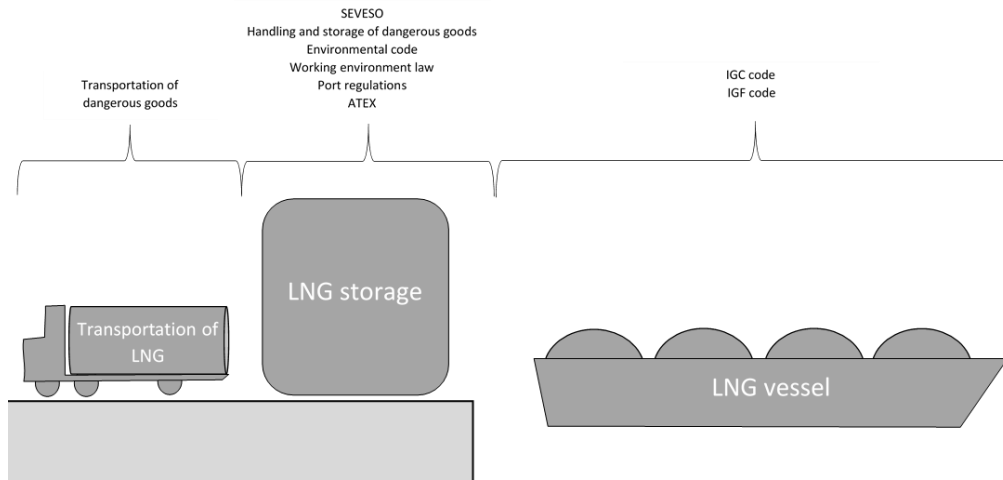 SEVESO
Handling and storage of dangerous goods
Environmental code
Working environment law
Port regulations
ATEX
Transportation of
dangerous goods
IGC code
IGF code
Transportation of
LNG
LNG storage
LNG vessel